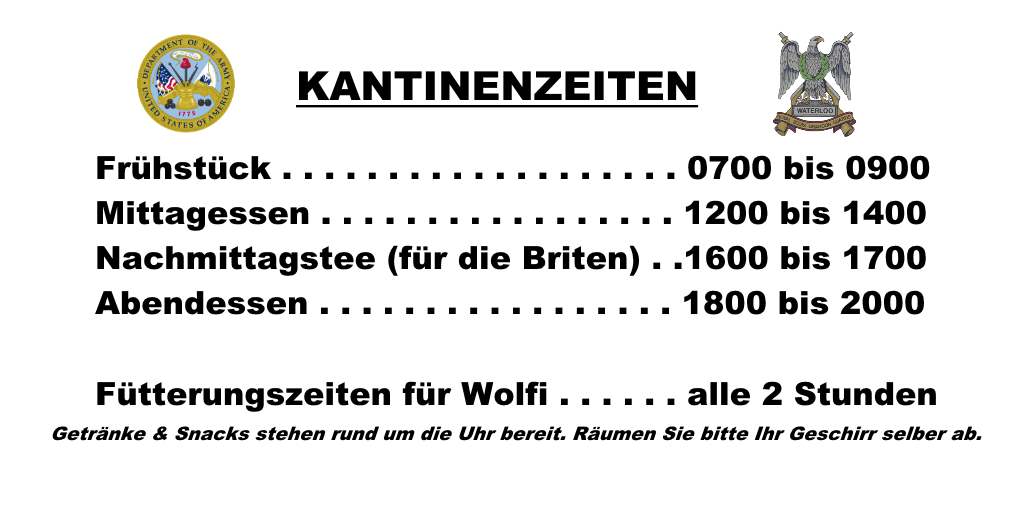 KANTINENZEITEN
DEPARTMENT OF THE ARMY
UNITED STATES OF AMERICA
1775
WATERLOO
Frühstück . . . . . . . . . . . . . . . . . . . 0700 bis 0900
Mittagessen . . . . . . . . . . . . . . . . . 1200 bis 1400
Nachmittagstee (für die Briten) . .1600 bis 1700
Abendessen . . . . . . . . . . . . . . . . . 1800 bis 2000
Fütterungszeiten für Wolfi . . . . . . alle 2 Stunden
Getränke & Snacks stehen rund um die Uhr bereit. Räumen Sie bitte Ihr Geschirr selber ab.